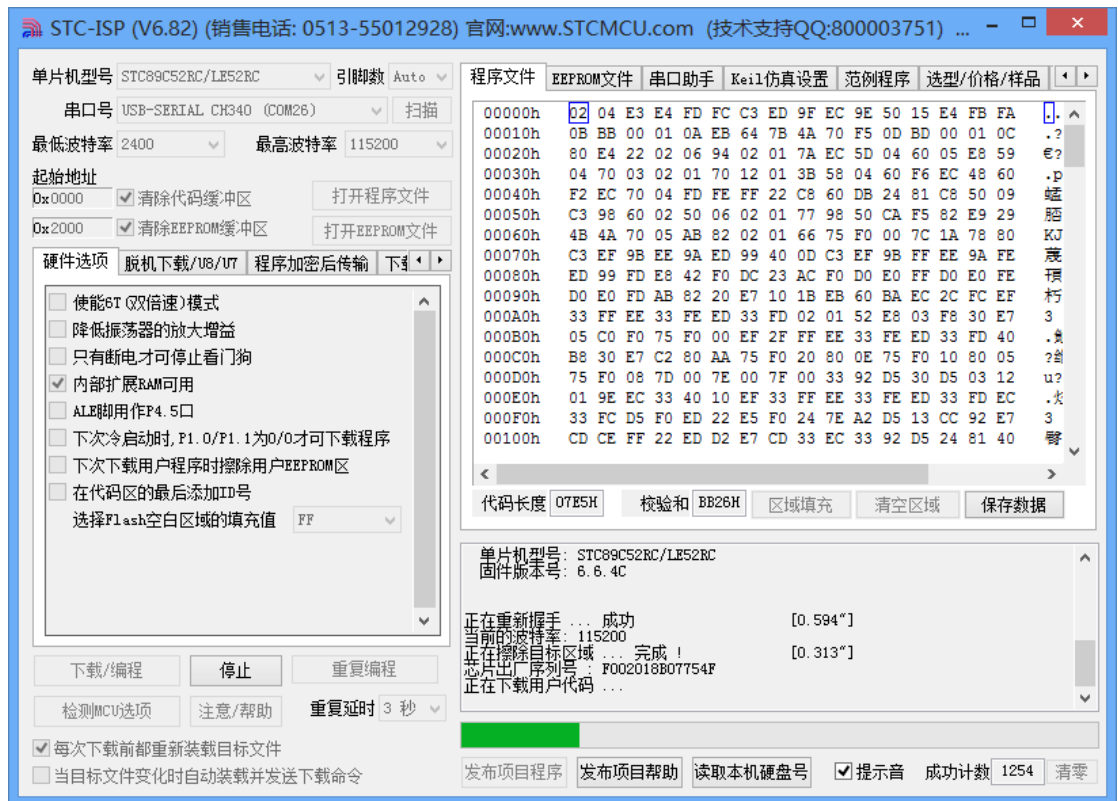 STC-ISP (V6.82) (销售电话: 0513-55012928) 官网:www.STCMCU.com (技术支持QQ:800003751) ...
单片机型号 STC89C52RC/LE52RC 引脚数 Auto
串口号 USB-SERIAL CH340 (COM26) 扫描
最低波特率 2400 最高波特率 115200
起始地址
0x0000 清除代码缓冲区 打开程序文件
0x2000 清除EEPROM缓冲区 打开EEPROM文件
硬件选项 脱机下载/U8/U7 程序加密后传输
使能6T(双倍速)模式
降低振荡器的放大增益
只有断电才可停止看门狗
内部扩展RAM可用
ALE脚用作P4.5口
下次冷启动时,P1.0/P1.1为0/0才可下载程序
下次下载用户程序时擦除用户EEPROM区
在代码区的最后添加ID号
选择Flash空白区域的填充值 FF
下载/编程 停止 重复编程
检测MCU选项 注意/帮助 重复延时 3 秒
每次下载前都重新装载目标文件
当目标文件变化时自动装载并发送下载命令
程序文件 EEPROM文件 串口助手 Keil仿真设置 范例程序 选型/价格/样品
00000h 02 04 E3 E4 FD FC C3 ED 9F EC 9E 50 15 E4 FB FA ..
00010h 0B BB 00 01 0A EB 64 7B 4A 70 F5 0D BD 00 01 0C .?
00020h 80 E4 22 02 06 94 02 01 7A EC 5D 04 60 05 E8 59 €?
00030h 04 70 03 02 01 70 12 01 3B 58 04 60 F6 EC 48 60 .p
00040h F2 EC 70 04 FD FE FF 22 C8 60 DB 24 81 C8 50 09
00050h C3 98 60 02 50 06 02 01 77 98 50 CA F5 82 E9 29
00060h 4B 4A 70 05 AB 82 02 01 66 75 F0 00 7C 1A 78 80 KJ
00070h C3 EF 9B EE 9A ED 99 40 0D C3 EF 9B FF EE 9A FE
00080h ED 99 FD E8 42 F0 DC 23 AC F0 D0 E0 FF D0 E0 FE
00090h D0 E0 FD AB 82 20 E7 10 1B EB 60 BA EC 2C FC EF
000A0h 33 FF EE 33 FE ED 33 FD 02 01 52 E8 03 F8 30 E7 3
000B0h 05 C0 F0 75 F0 00 EF 2F FF EE 33 FE ED 33 FD 40
000C0h B8 30 E7 C2 80 AA 75 F0 20 80 0E 75 F0 10 80 05
000D0h 75 F0 08 7D 00 7E 00 7F 00 33 92 D5 30 D5 03 12 u?
000E0h 01 9E EC 33 40 10 EF 33 FF EE 33 FE ED 33 FD EC
000F0h 33 FC D5 F0 ED 22 E5 F0 24 7E A2 D5 13 CC 92 E7 3
00100h CD CE FF 22 ED D2 E7 CD 33 EC 33 92 D5 24 81 40
代码长度 07E5H 校验和 BB26H 区域填充 清空区域 保存数据
单片机型号: STC89C52RC/LE52RC
固件版本号: 6.6.4C
正在重新握手 ... 成功 [0.594"]
当前的波特率: 115200
正在擦除目标区域 ... 完成 ! [0.313"]
芯片出厂序列号 : F002018B07754F
正在下载用户代码 ...
发布项目程序 发布项目帮助 读取本机硬盘号 提示音 成功计数 1254 清零